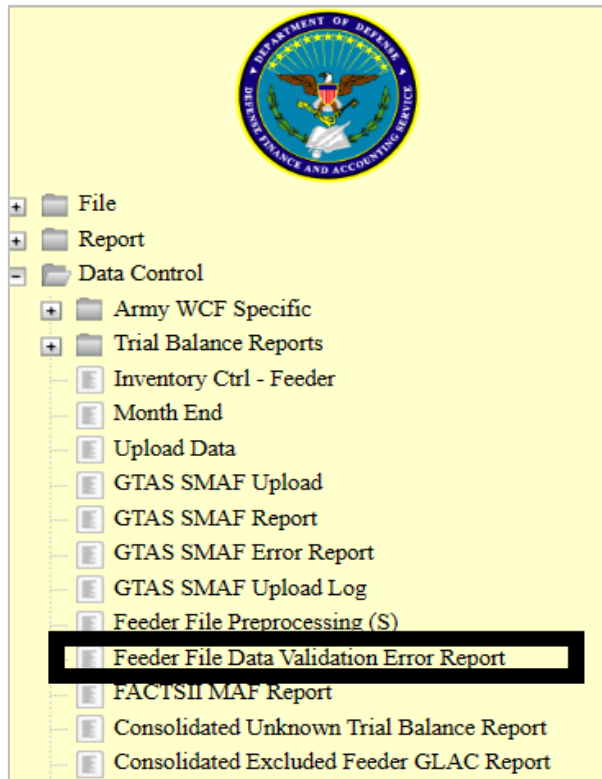 DEPARTMENT OF DEFENSE
DEFENSE FINANCE AND ACCOUNTING SERVICE
File
Report
Data Control
Army WCF Specific
Trial Balance Reports
Inventory Ctrl - Feeder
Month End
Upload Data
GTAS SMAF Upload
GTAS SMAF Report
GTAS SMAF Error Report
GTAS SMAF Upload Log
Feeder File Preprocessing (S)
Feeder File Data Validation Error Report
FACTSII MAF Report
Consolidated Unknown Trial Balance Report
Consolidated Excluded Feeder GLAC Report